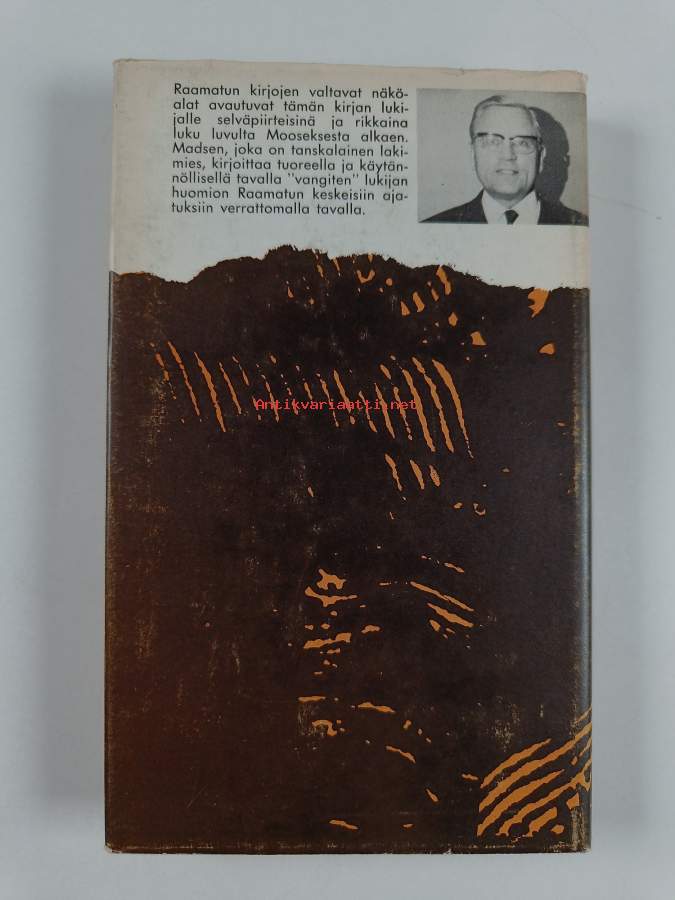 Raamatun kirjojen valtavat näkö-
alat avautuvat tämän kirjan luki-
jalle selväpiirteisinä ja rikkaina
luku luvulta Mooseksesta alkaen.
Madsen, joka on tanskalainen laki-
mies, kirjoittaa tuoreella ja käytän-
nöllisellä tavalla "vangiten" lukijan
huomion Raamatun keskeisiin aja-
tuksiin verrattomalla tavalla.
Antikvariaatti.net